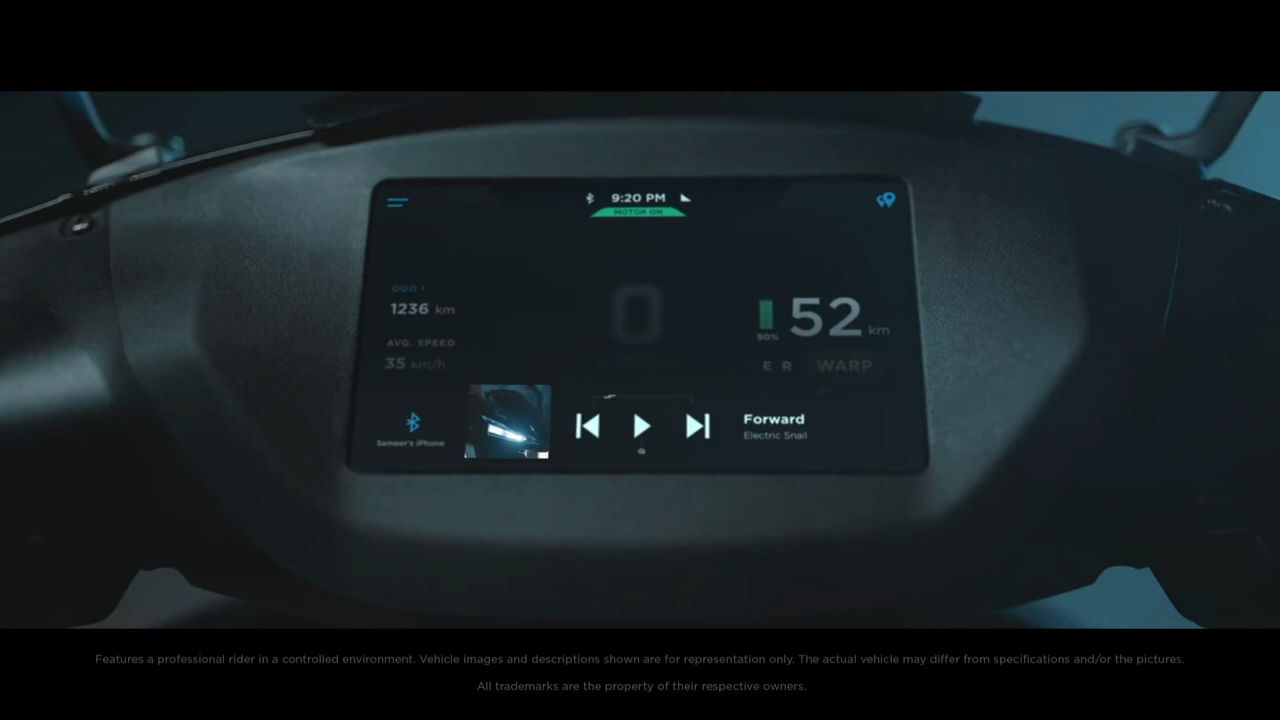 9:20 PM
MOTOR ON
ODO
1236 km
0
52 km
90%
AVG. SPEED
35 km/h
E R WARP
Forward
Electric Snail
Sameer's iPhone
Features a professional rider in a controlled environment. Vehicle images and descriptions shown are for representation only. The actual vehicle may differ from specifications and/or the pictures.
All trademarks are the property of their respective owners.